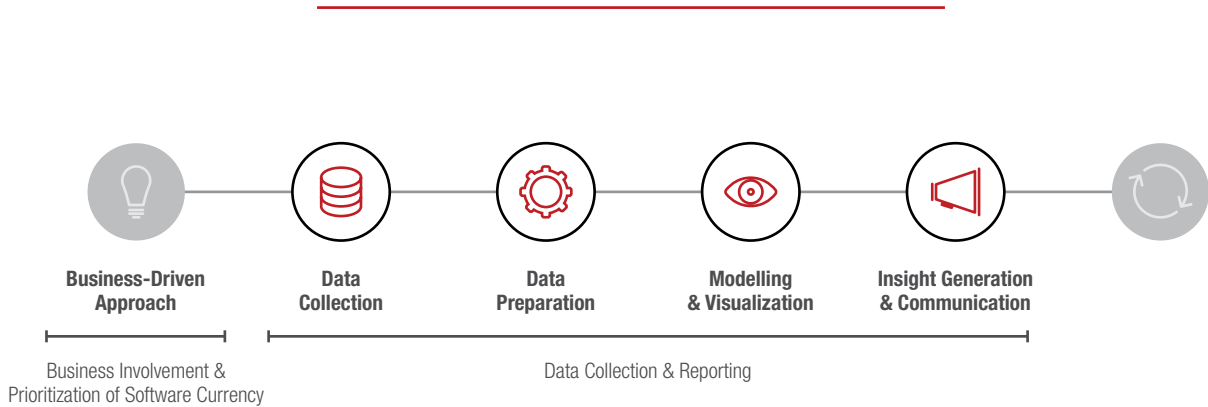 Business-Driven
Approach
Data
Collection
Data
Preparation
Modelling
& Visualization
Insight Generation
& Communication
Business Involvement &
Prioritization of Software Currency
Data Collection & Reporting